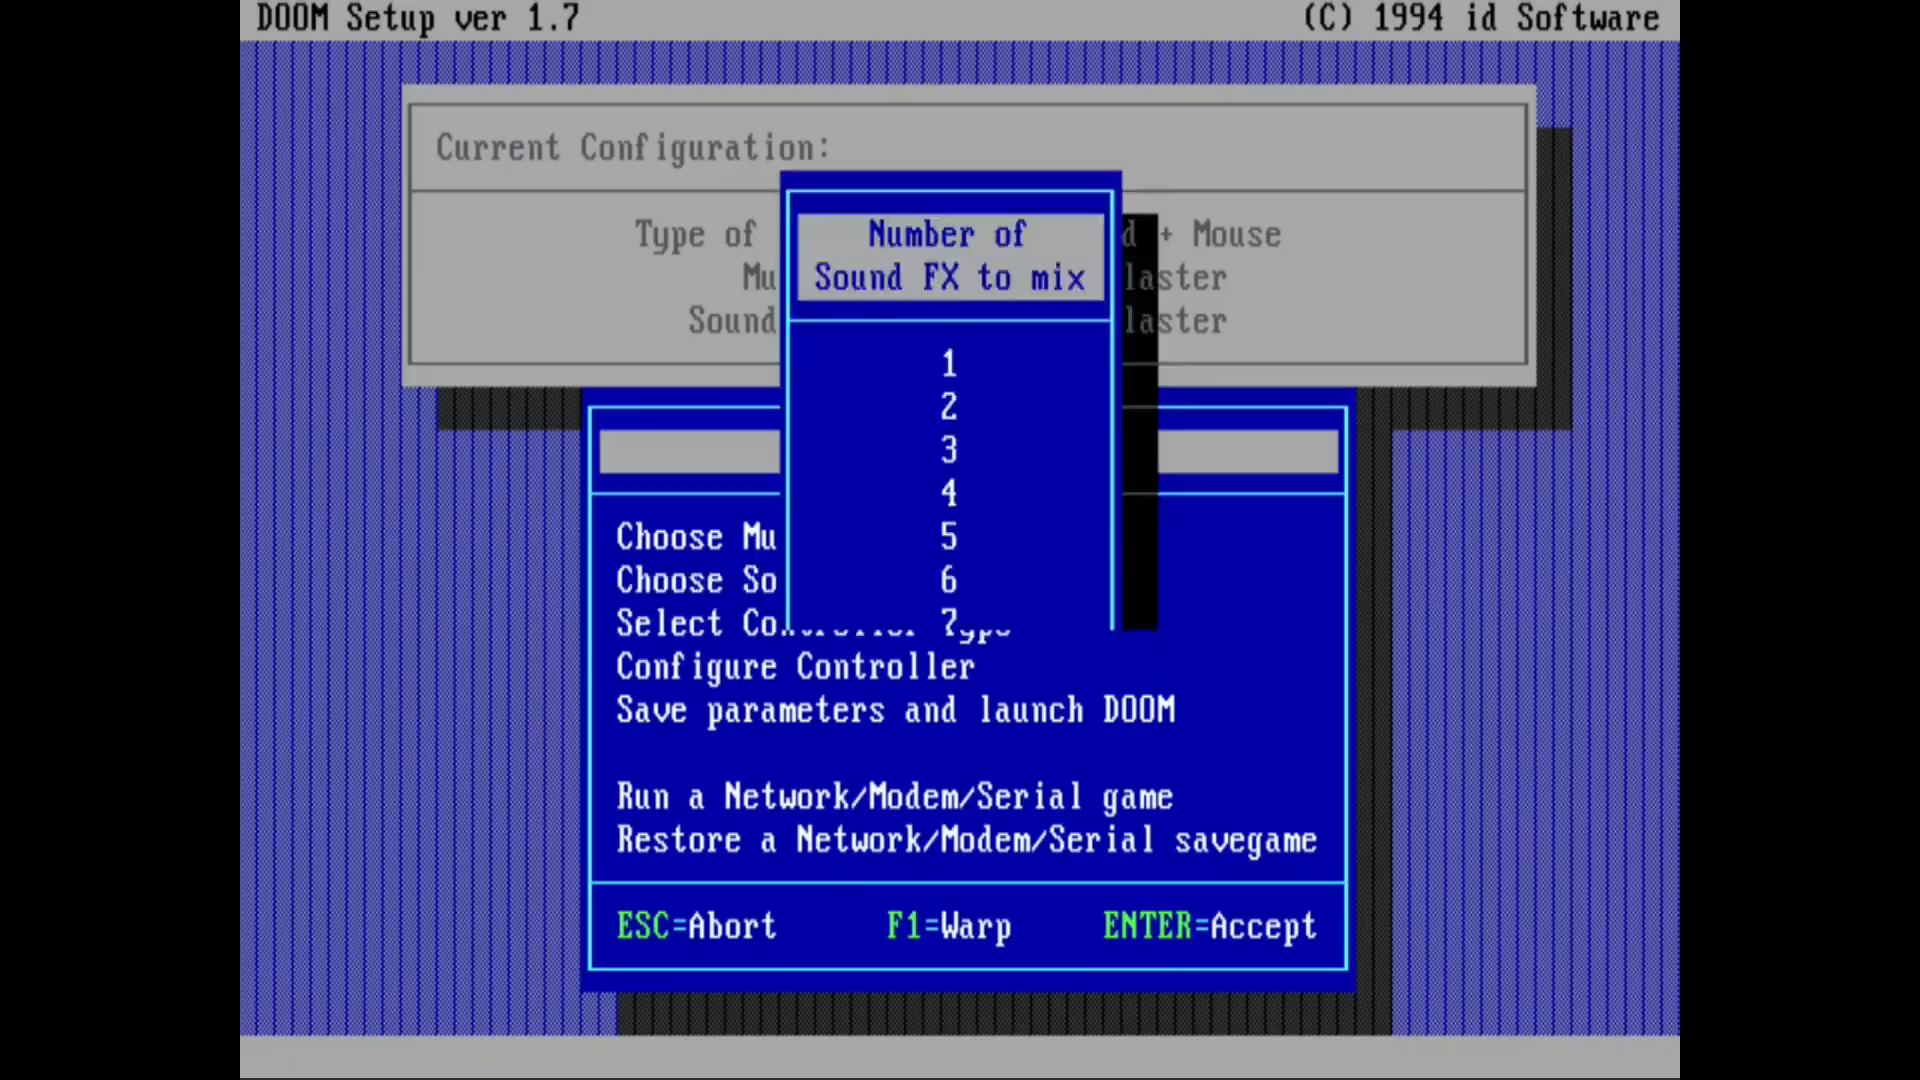 DOOM Setup ver 1.7 (C) 1994 id Software
Current Configuration:
Type of d + Mouse
Mu laster
Sound laster
Number of
Sound FX to mix
1
2
3
4
5
6
7
Choose Mu
Choose So
Select Co
Configure Controller
Save parameters and launch DOOM
Run a Network/Modem/Serial game
Restore a Network/Modem/Serial savegame
ESC=Abort F1=Warp ENTER=Accept